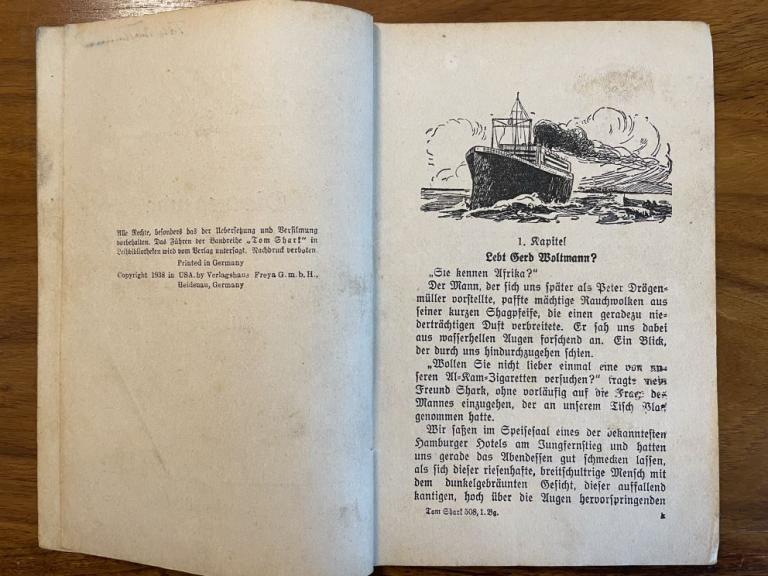 Alle Rechte, besonders das der Uebersetzung und Verfilmung
vorbehalten. Das Führen der Bandreihe „Tom Shark“ in
Leihbibliotheken wird vom Verlag untersagt. Nachdruck verboten.
Printed in Germany
Copyright 1938 in USA. by Verlagshaus Freya G. m. b. H.,
Heidenau, Germany
1. Kapitel
Lebt Gerd Woltmann?
„Sie kennen Afrika?“
Der Mann, der sich uns später als Peter Drögen-
müller vorstellte, paffte mächtige Rauchwolken aus
seiner kurzen Shagpfeife, die einen geradezu nie-
derträchtigen Duft verbreitete. Er sah uns dabei
aus wasserhellen Augen forschend an. Ein Blick,
der durch uns hindurchzugehen schien.
„Wollen Sie nicht lieber einmal eine von un-
seren Al-Kam-Zigaretten versuchen?“ fragte mein
Freund Shark, ohne vorläufig auf die Frage des
Mannes einzugehen, der an unserem Tisch Platz
genommen hatte.
Wir saßen im Speisesaal eines der bekanntesten
Hamburger Hotels am Jungfernstieg und hatten
uns gerade das Abendessen gut schmecken lassen,
als sich dieser riesenhafte, breitschultrige Mensch mit
dem dunkelgebräunten Gesicht, dieser auffallend
kantigen, hoch über die Augen hervorspringenden
Tom Shark 508, 1. Bg.